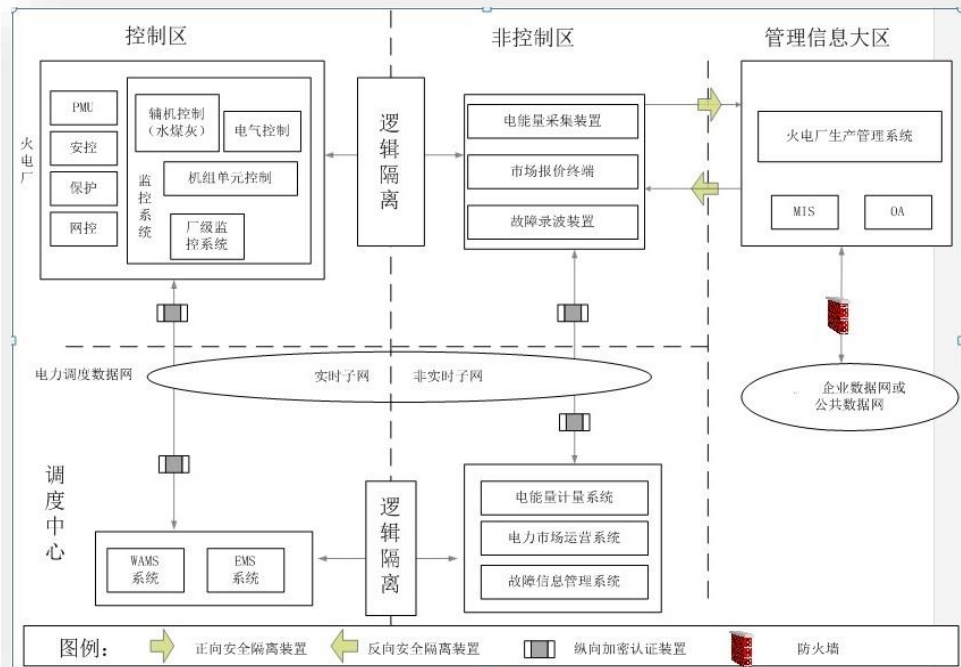 控制区
非控制区
管理信息大区
火电厂
PMU
安控
保护
网控
监控系统
辅机控制
（水煤灰）
电气控制
机组单元控制
厂级监
控系统
逻辑隔离
电能量采集装置
市场报价终端
故障录波装置
火电厂生产管理系统
MIS
OA
电力调度数据网
实时子网
非实时子网
企业数据网或
公共数据网
调度中心
WAMS
系统
EMS
系统
逻辑隔离
电能量计量系统
电力市场运营系统
故障信息管理系统
图例：
正向安全隔离装置
反向安全隔离装置
纵向加密认证装置
防火墙